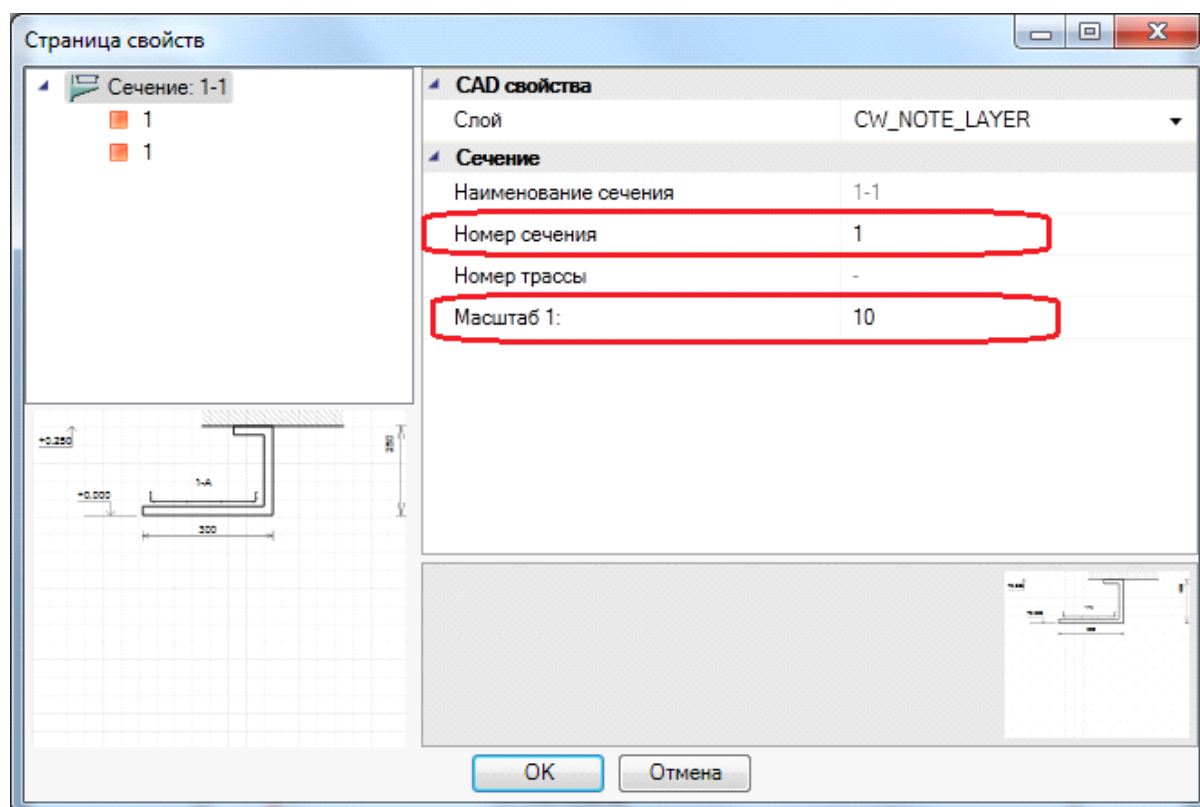 Страница свойств
Сечение: 1-1
1
1
CAD свойства
Слой CW_NOTE_LAYER
Сечение
Наименование сечения 1-1
Номер сечения 1
Номер трассы -
Масштаб 1: 10
+0.250
250
1-A
+0.000
300
OK Отмена